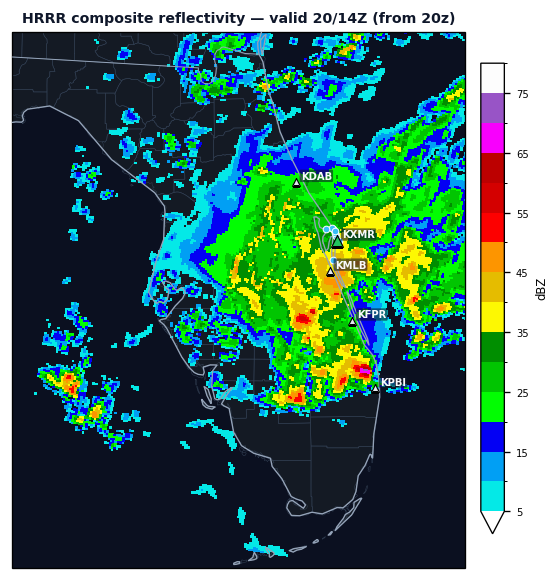 HRRR composite reflectivity — valid 20/14Z (from 20z)
KDAB
KXMR
KMLB
KFPR
KPBI
75
65
55
45
35
25
15
5
dBZ